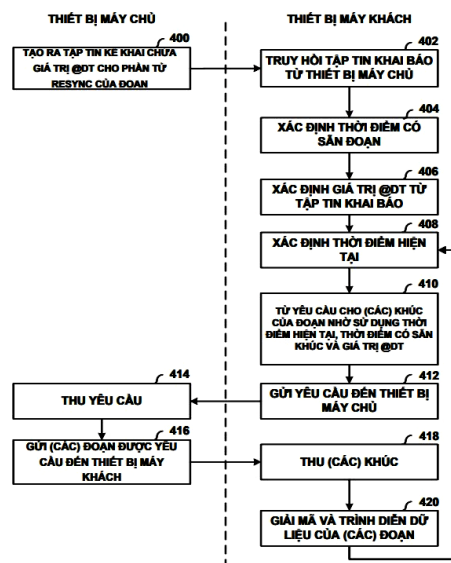 THIẾT BỊ MÁY CHỦ
THIẾT BỊ MÁY KHÁCH
400
TẠO RA TẬP TIN KÊ KHAI CHỨA
GIÁ TRỊ @DT CHO PHẦN TỬ
RESYNC CỦA ĐOẠN
402
TRUY HỒI TẬP TIN KHAI BÁO
TỪ THIẾT BỊ MÁY CHỦ
404
XÁC ĐỊNH THỜI ĐIỂM CÓ
SẴN ĐOẠN
406
XÁC ĐỊNH GIÁ TRỊ @DT TỪ
TẬP TIN KHAI BÁO
408
XÁC ĐỊNH THỜI ĐIỂM HIỆN
TẠI
410
TỪ YÊU CẦU CHO (CÁC) KHÚC
CỦA ĐOẠN NHỜ SỬ DỤNG THỜI
ĐIỂM HIỆN TẠI, THỜI ĐIỂM CÓ SẴN
KHÚC VÀ GIÁ TRỊ @DT
412
GỬI YÊU CẦU ĐẾN THIẾT BỊ
MÁY CHỦ
414
THU YÊU CẦU
416
GỬI (CÁC) ĐOẠN ĐƯỢC YÊU
CẦU ĐẾN THIẾT BỊ MÁY
KHÁCH
418
THU (CÁC) KHÚC
420
GIẢI MÃ VÀ TRÌNH DIỄN DỮ
LIỆU CỦA (CÁC) ĐOẠN